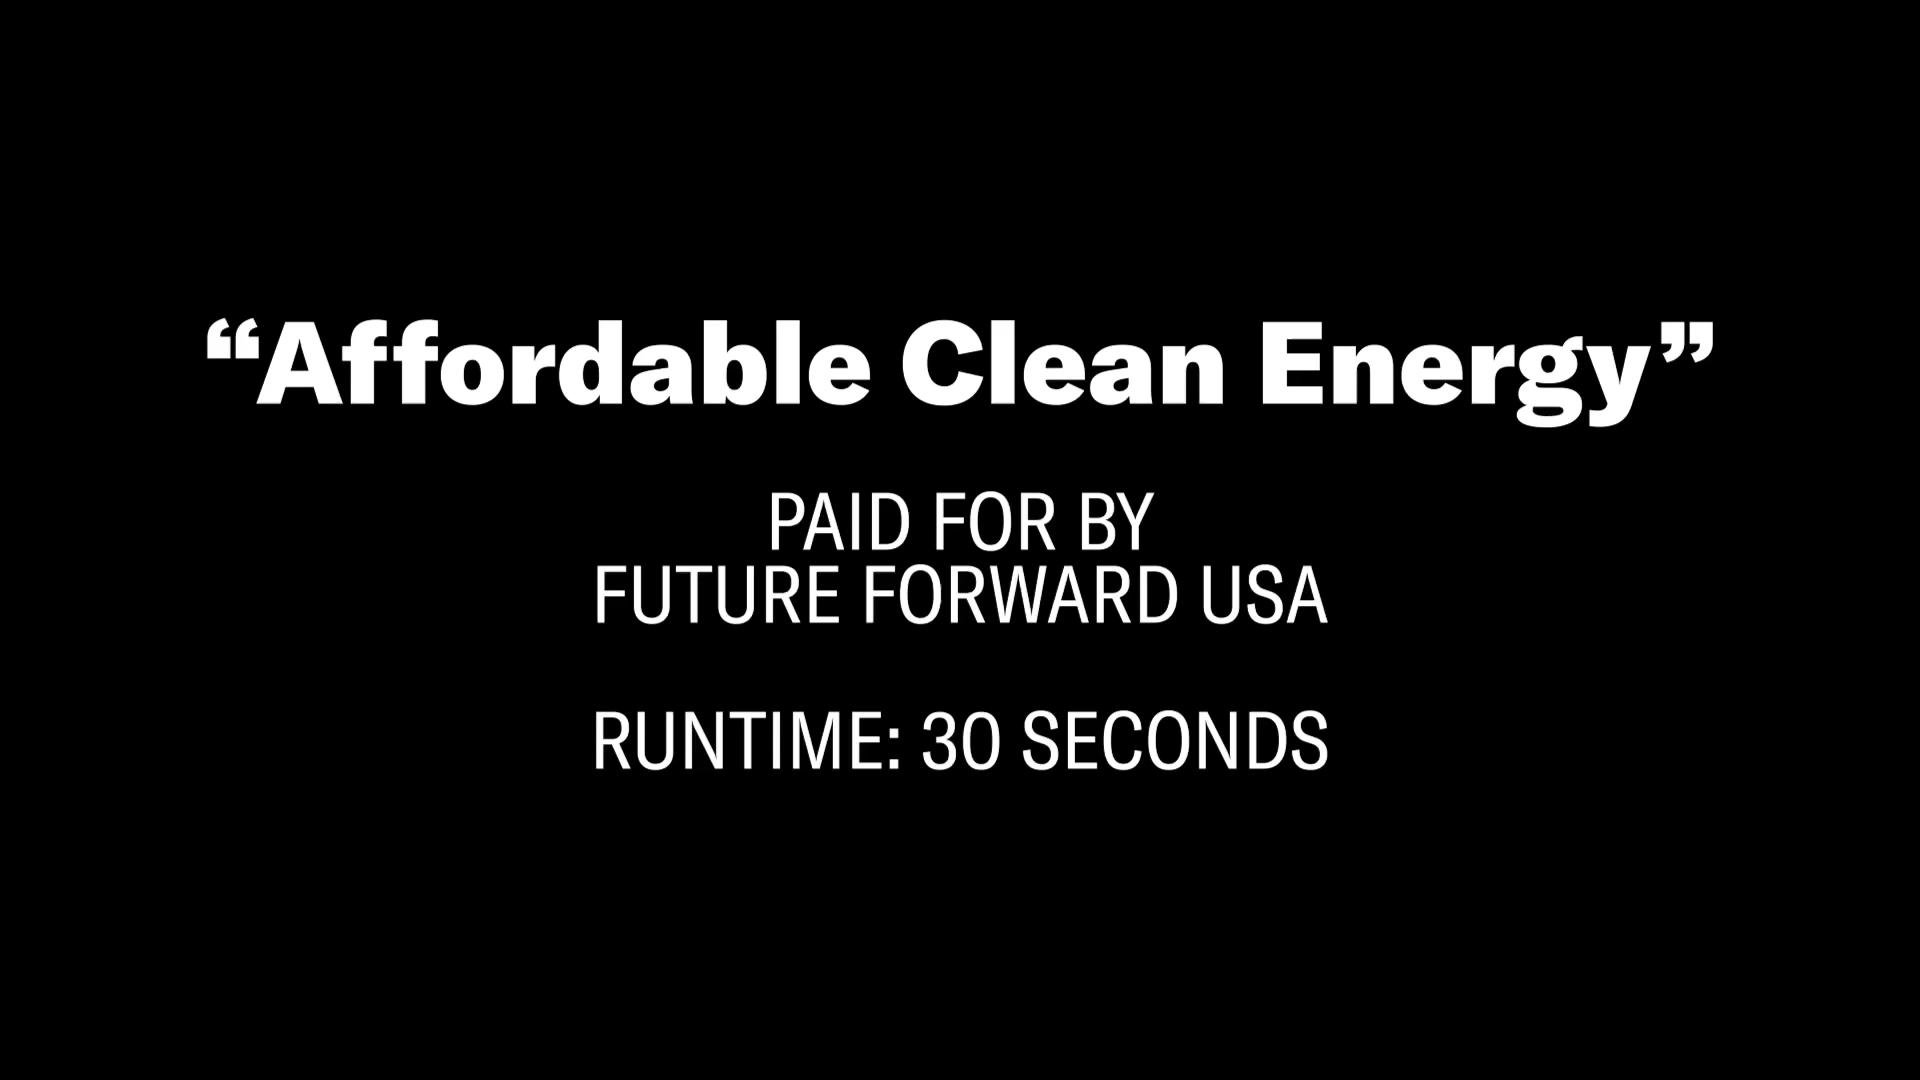 “Affordable Clean Energy”
PAID FOR BY
FUTURE FORWARD USA
RUNTIME: 30 SECONDS